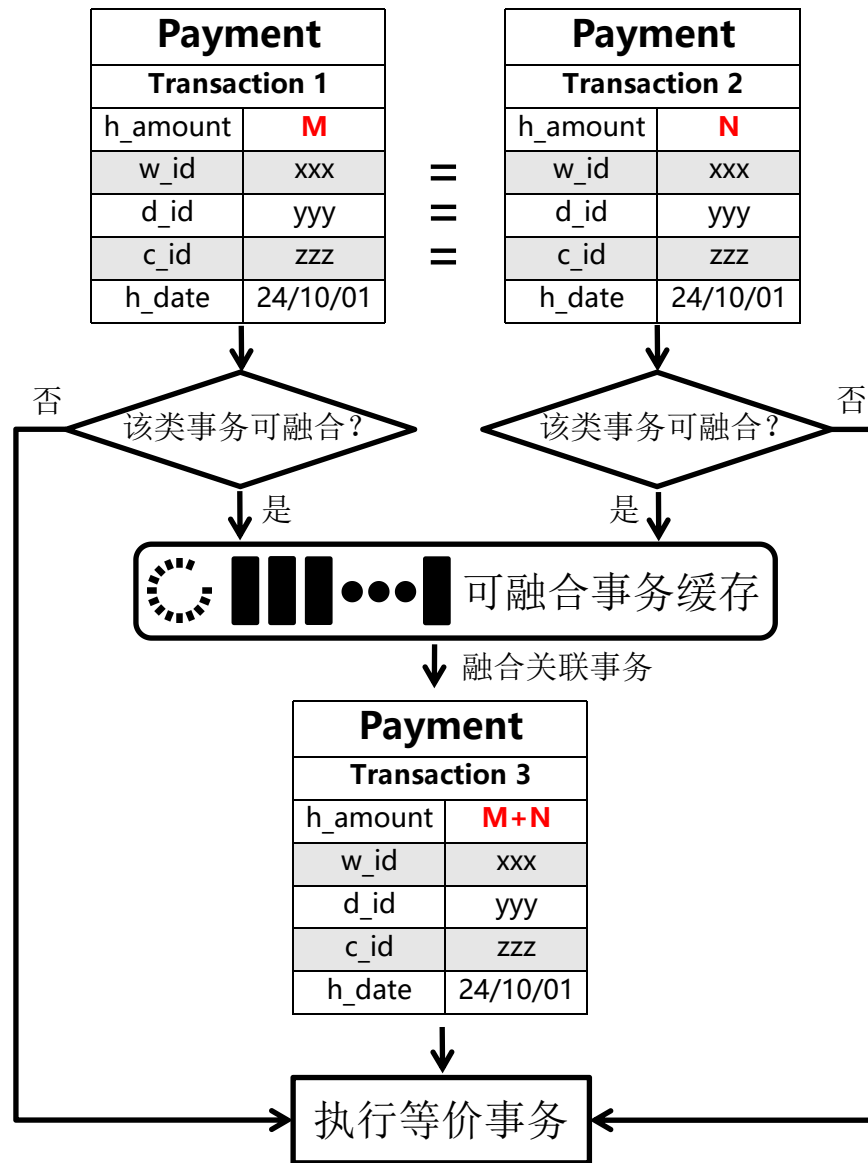 Payment
Transaction 1
h_amount M
w_id xxx
d_id yyy
c_id zzz
h_date 24/10/01
=
=
=
Payment
Transaction 2
h_amount N
w_id xxx
d_id yyy
c_id zzz
h_date 24/10/01
否
该类事务可融合？
是
该类事务可融合？
否
是
可融合事务缓存
融合关联事务
Payment
Transaction 3
h_amount M+N
w_id xxx
d_id yyy
c_id zzz
h_date 24/10/01
执行等价事务